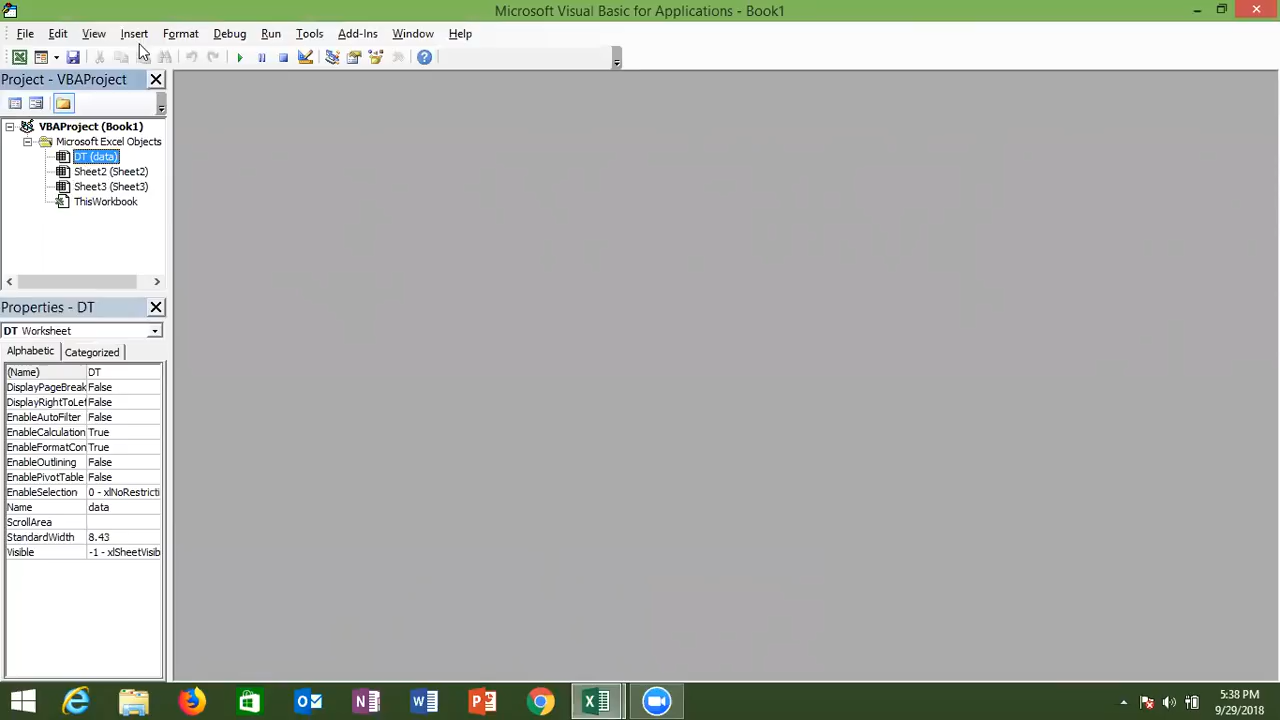 Microsoft Visual Basic for Applications - Book1
File Edit View Insert Format Debug Run Tools Add-Ins Window Help
Project - VBAProject
VBAProject (Book1)
Microsoft Excel Objects
DT (data)
Sheet2 (Sheet2)
Sheet3 (Sheet3)
ThisWorkbook
Properties - DT
DT Worksheet
Alphabetic Categorized
(Name) DT
DisplayPageBreak False
DisplayRightToLef False
EnableAutoFilter False
EnableCalculation True
EnableFormatCon True
EnableOutlining False
EnablePivotTable False
EnableSelection 0 - xlNoRestricti
Name data
ScrollArea
StandardWidth 8.43
Visible -1 - xlSheetVisib
5:38 PM
9/29/2018